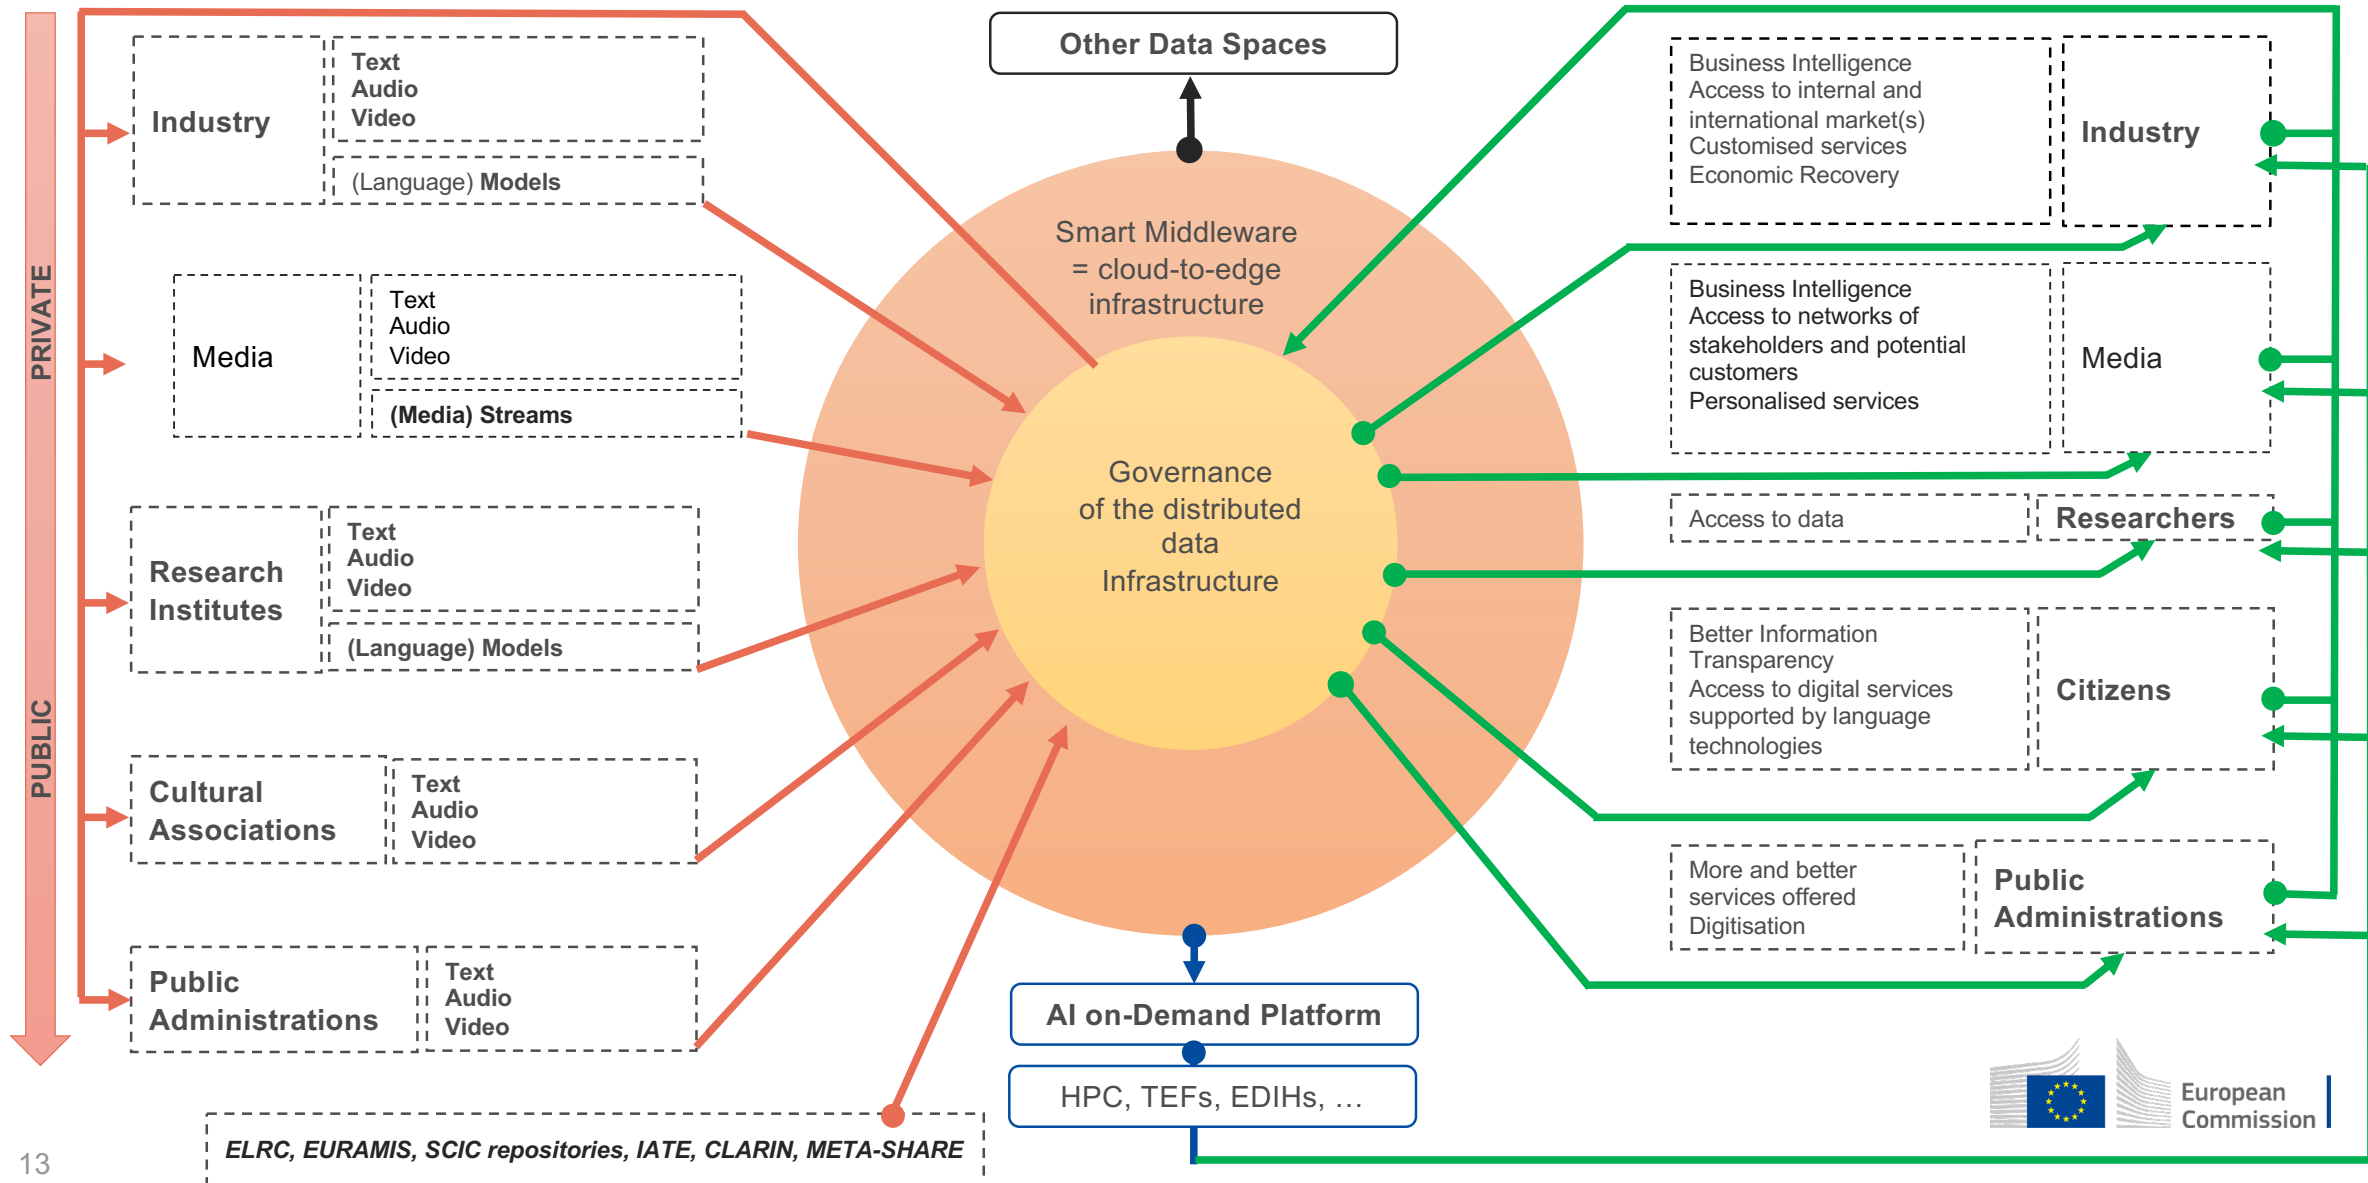 PRIVATE
PUBLIC
Industry
Text
Audio
Video
(Language) Models
Media
Text
Audio
Video
(Media) Streams
Research
Institutes
Text
Audio
Video
(Language) Models
Cultural
Associations
Text
Audio
Video
Public
Administrations
Text
Audio
Video
ELRC, EURAMIS, SCIC repositories, IATE, CLARIN, META-SHARE
13
Other Data Spaces
Smart Middleware
= cloud-to-edge
infrastructure
Governance
of the distributed
data
Infrastructure
AI on-Demand Platform
HPC, TEFs, EDIHs, …
Business Intelligence
Access to internal and
international market(s)
Customised services
Economic Recovery
Industry
Business Intelligence
Access to networks of
stakeholders and potential
customers
Personalised services
Media
Access to data
Researchers
Better Information
Transparency
Access to digital services
supported by language
technologies
Citizens
More and better
services offered
Digitisation
Public
Administrations
European
Commission